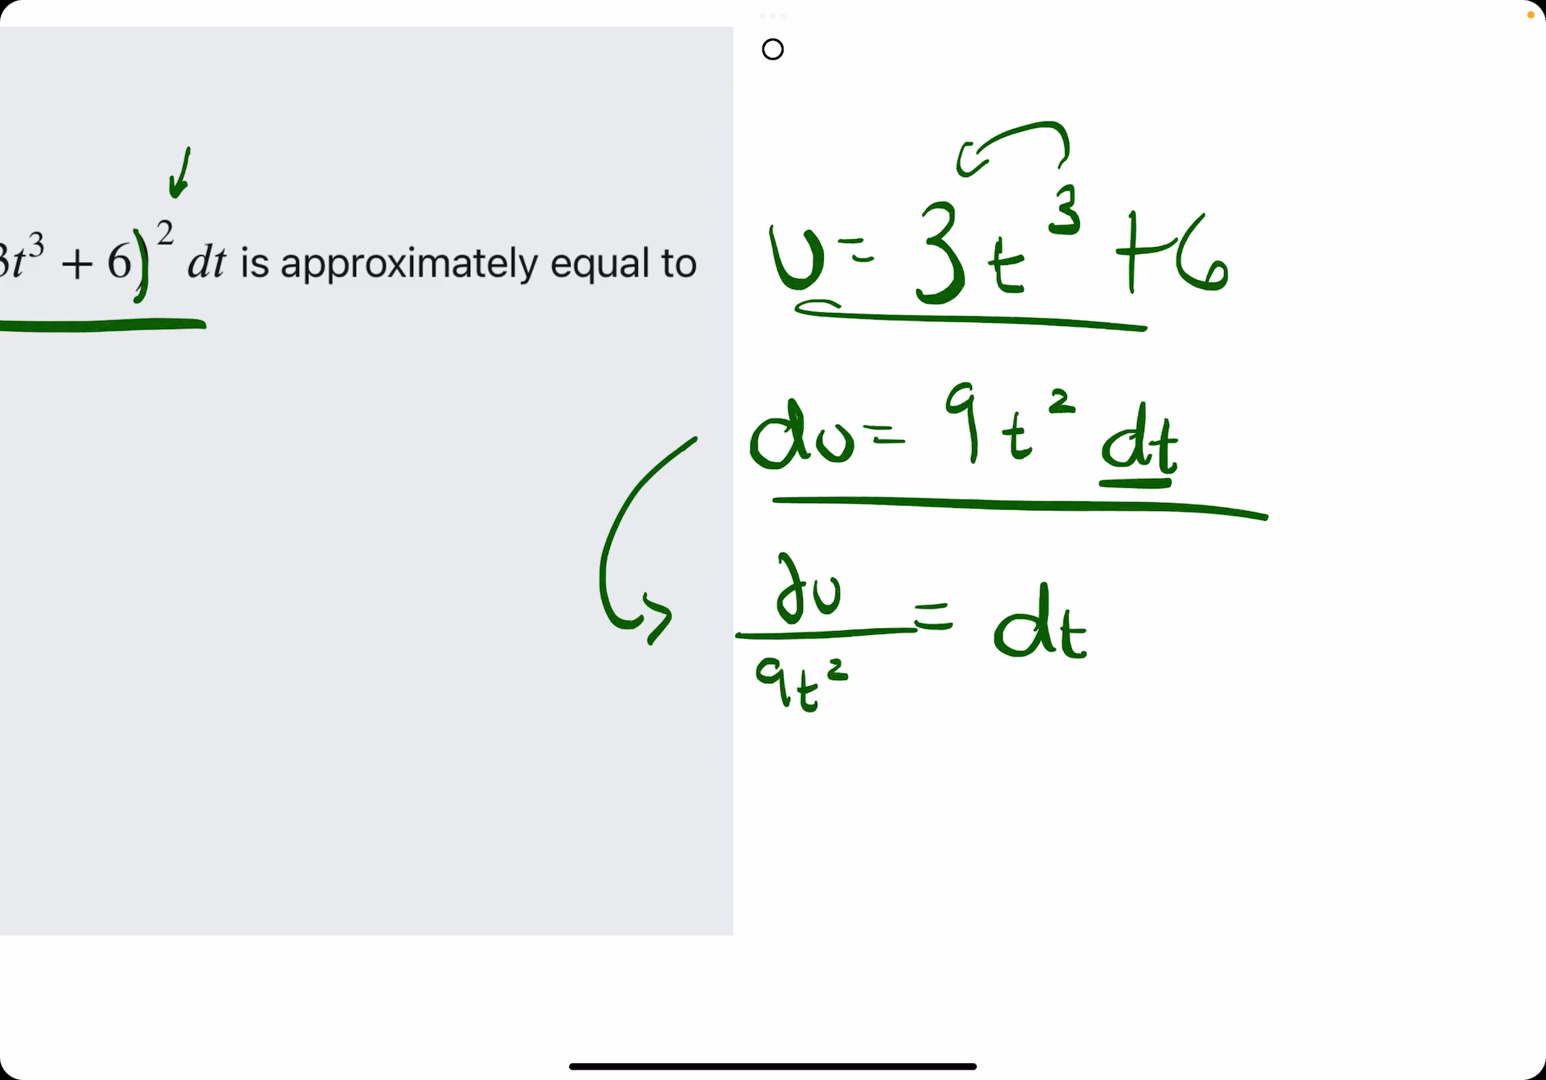 3t³ + 6)² dt is approximately equal to
u = 3t³ + 6
du = 9t² dt
du/9t² = dt